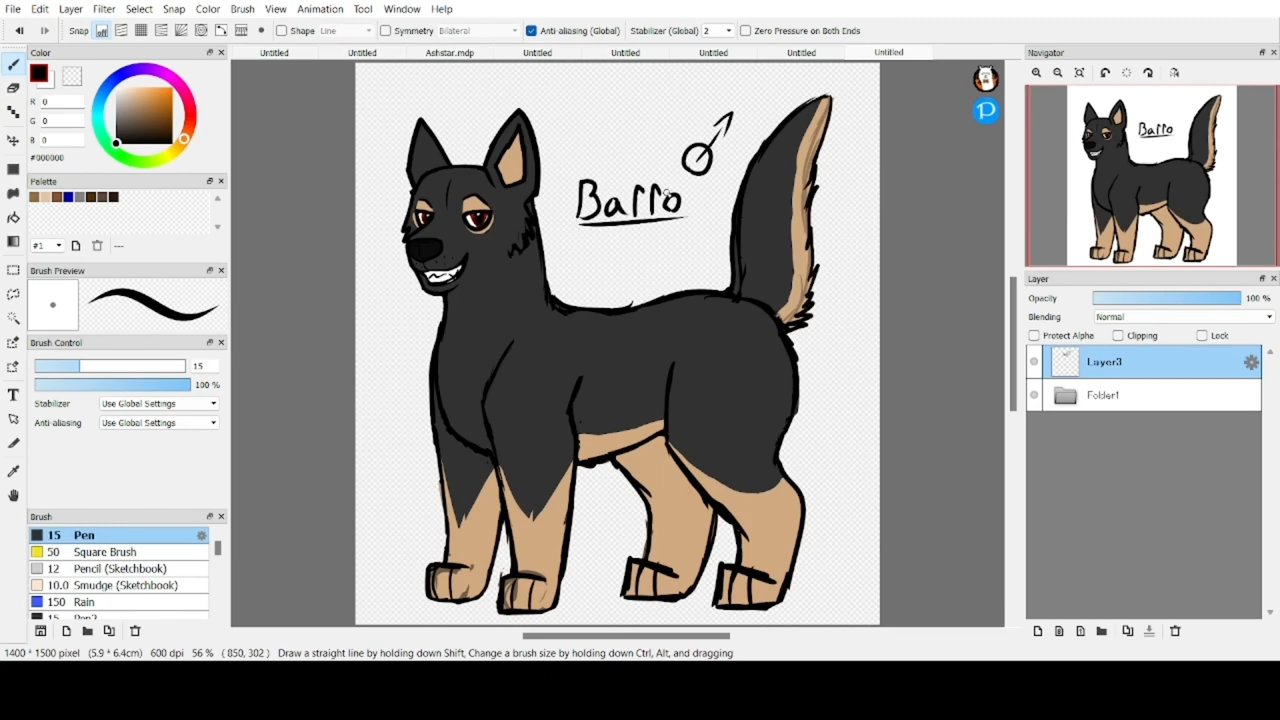 File Edit Layer Filter Select Snap Color Brush View Animation Tool Window Help
Snap Shape Line Symmetry Bilateral Anti-aliasing (Global) Stabilizer (Global) 2 Zero Pressure on Both Ends
Color
Untitled Untitled Ashstar.mdp Untitled Untitled Untitled Untitled Untitled
Navigator
R 0
G 0
B 0
#000000
Barro
Barro
Palette
#1 ---
Brush Preview
Layer
Opacity 100 %
Blending Normal
Protect Alpha Clipping Lock
Layer3
Folder1
Brush Control
15
100 %
Stabilizer Use Global Settings
Anti-aliasing Use Global Settings
Brush
15 Pen
50 Square Brush
12 Pencil (Sketchbook)
10.0 Smudge (Sketchbook)
150 Rain
15 Pen2
1400 * 1500 pixel (5.9 * 6.4cm) 600 dpi 56 % ( 850, 302 ) Draw a straight line by holding down Shift, Change a brush size by holding down Ctrl, Alt, and dragging